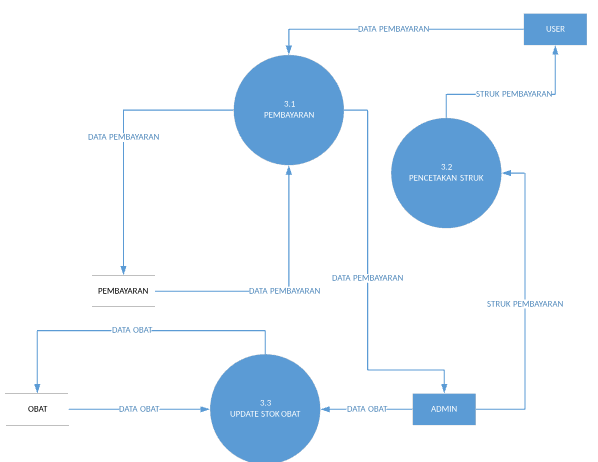 DATA PEMBAYARAN
USER
STRUK PEMBAYARAN
3.1
PEMBAYARAN
DATA PEMBAYARAN
3.2
PENCETAKAN STRUK
DATA PEMBAYARAN
PEMBAYARAN
DATA PEMBAYARAN
STRUK PEMBAYARAN
DATA OBAT
OBAT
DATA OBAT
3.3
UPDATE STOK OBAT
DATA OBAT
ADMIN